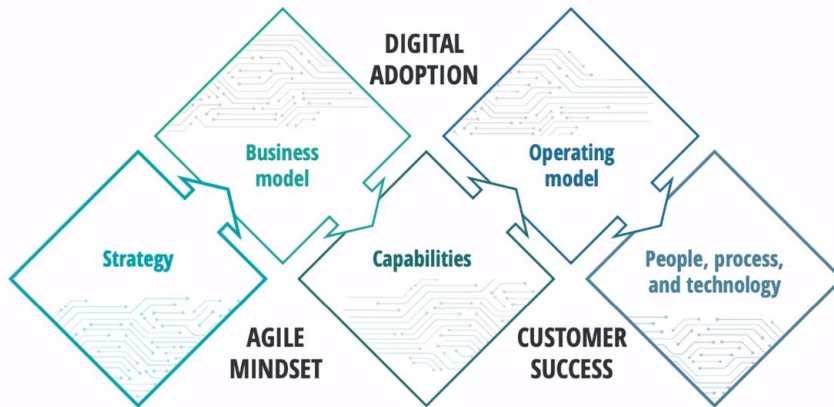 DIGITAL
ADOPTION
Business
model
Operating
model
Strategy
Capabilities
People, process,
and technology
AGILE
MINDSET
CUSTOMER
SUCCESS